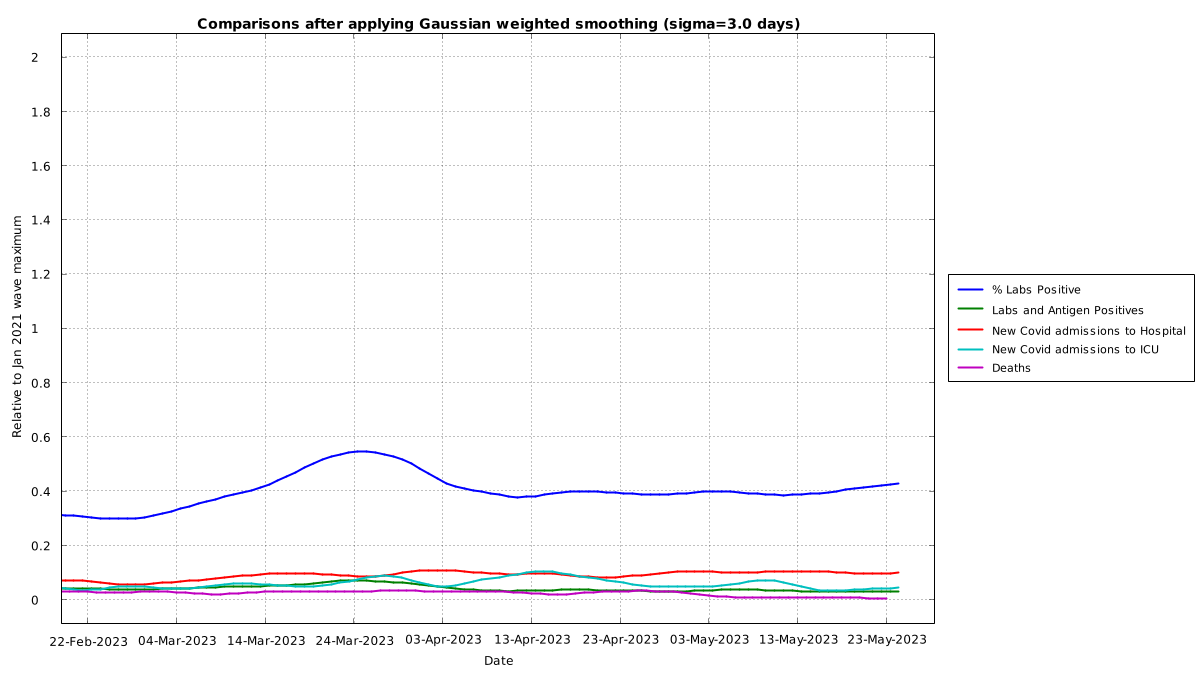 Comparisons after applying Gaussian weighted smoothing (sigma=3.0 days)
Relative to Jan 2021 wave maximum
2
1.8
1.6
1.4
1.2
1
0.8
0.6
0.4
0.2
0
22-Feb-2023 04-Mar-2023 14-Mar-2023 24-Mar-2023 03-Apr-2023 13-Apr-2023 23-Apr-2023 03-May-2023 13-May-2023 23-May-2023
Date
% Labs Positive
Labs and Antigen Positives
New Covid admissions to Hospital
New Covid admissions to ICU
Deaths